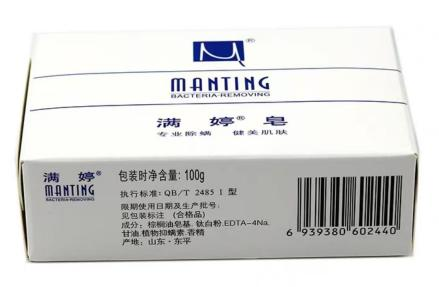 ®
MANTING
BACTERIA-REMOVING
满婷®皂
专业除螨 健美肌肤
满婷®
MANTING
BACTERIA-REMOVING
包装时净含量: 100g
执行标准: QB/T 2485 I 型
限期使用日期及生产批号:
见包装标注 (合格品)
成分: 棕榈油皂基.钛白粉.EDTA-4Na.
甘油.植物抑螨素.香精
产地: 山东·东平
6 939380 602440